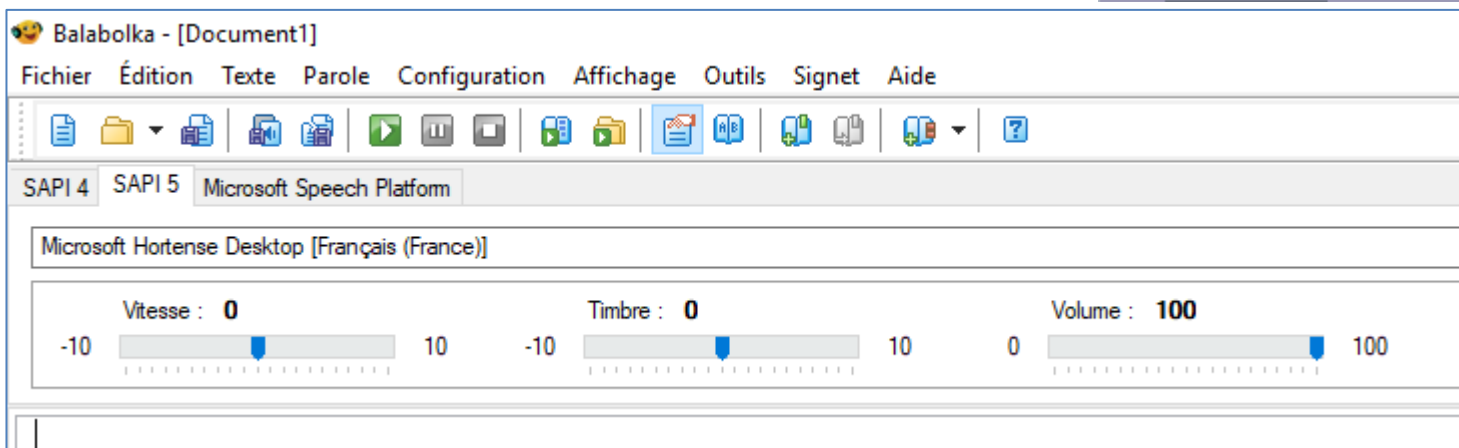 Balabolka - [Document1]
Fichier Édition Texte Parole Configuration Affichage Outils Signet Aide
SAPI 4 SAPI 5 Microsoft Speech Platform
Microsoft Hortense Desktop [Français (France)]
Vitesse : 0 Timbre : 0 Volume : 100
-10 10 -10 10 0 100